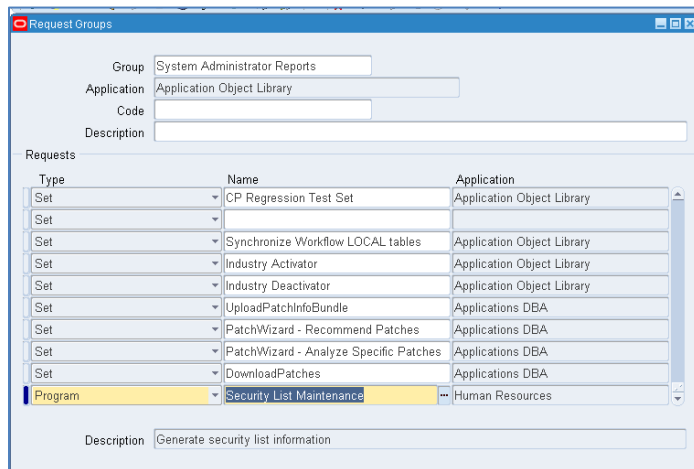 Request Groups
Group System Administrator Reports
Application Application Object Library
Code
Description
Requests
Type Name Application
Set CP Regression Test Set Application Object Library
Set
Set Synchronize Workflow LOCAL tables Application Object Library
Set Industry Activator Application Object Library
Set Industry Deactivator Application Object Library
Set UploadPatchInfoBundle Applications DBA
Set PatchWizard - Recommend Patches Applications DBA
Set PatchWizard - Analyze Specific Patches Applications DBA
Set DownloadPatches Applications DBA
Program Security List Maintenance ... Human Resources
Description Generate security list information